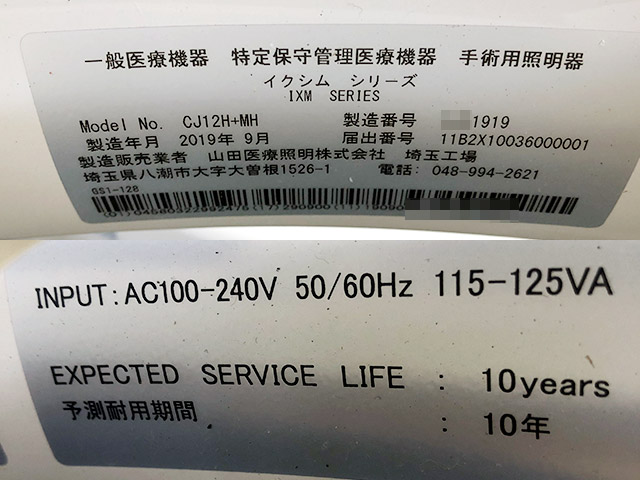 一般医療機器 特定保守管理医療機器 手術用照明器
イクシム シリーズ
IXM SERIES
Model No. CJ12H+MH 製造番号 1919
製造年月 2019年 9月 届出番号 11B2X10036000001
製造販売業者 山田医療照明株式会社 埼玉工場
埼玉県八潮市大字大曽根1526-1 電話: 048-994-2621
GS1-128
INPUT:AC100-240V 50/60Hz 115-125VA
EXPECTED SERVICE LIFE : 10years
予測耐用期間 : 10年